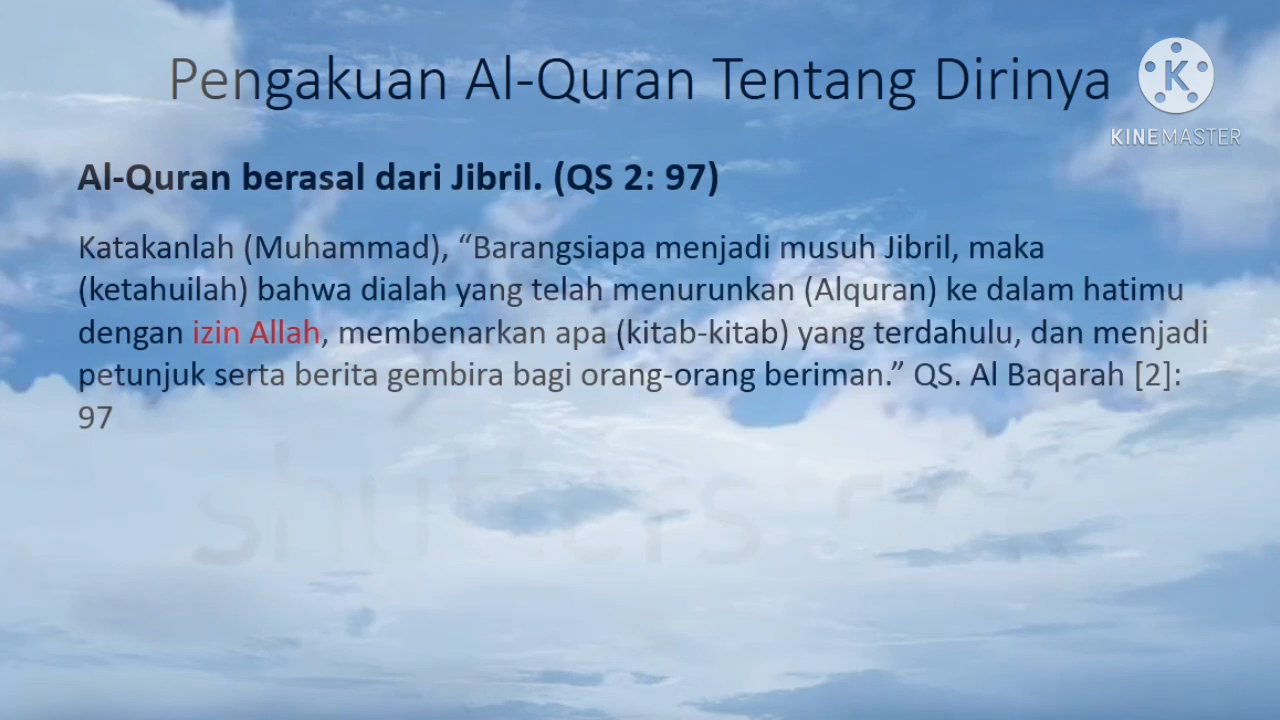 Pengakuan Al-Quran Tentang Dirinya
KINEMASTER
Al-Quran berasal dari Jibril. (QS 2: 97)
Katakanlah (Muhammad), “Barangsiapa menjadi musuh Jibril, maka
(ketahuilah) bahwa dialah yang telah menurunkan (Alquran) ke dalam hatimu
dengan izin Allah, membenarkan apa (kitab-kitab) yang terdahulu, dan menjadi
petunjuk serta berita gembira bagi orang-orang beriman.” QS. Al Baqarah [2]:
97
shutterstock